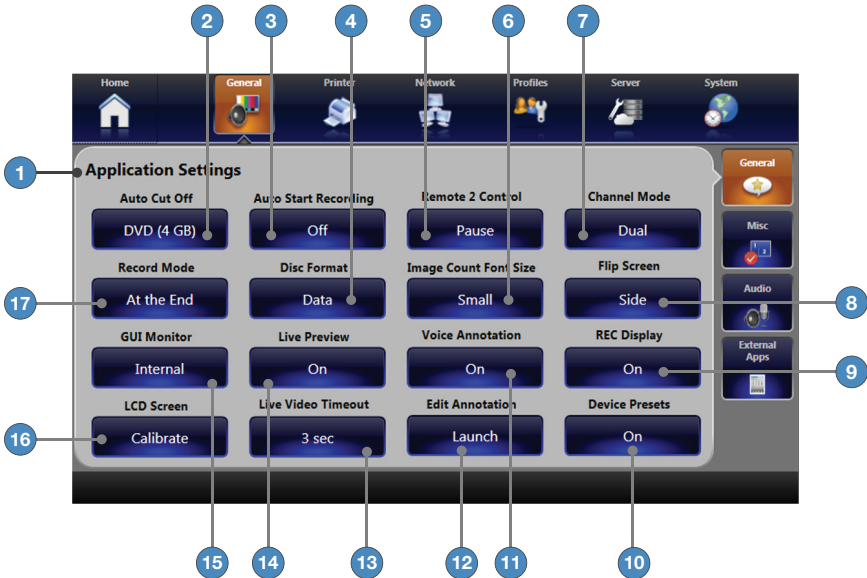 2 3 4 5 6 7
Home General Printer Network Profiles Server System
1
Application Settings
General
Auto Cut Off Auto Start Recording Remote 2 Control Channel Mode
DVD (4 GB) Off Pause Dual
Misc
Record Mode Disc Format Image Count Font Size Flip Screen
17 At the End Data Small Side 8
Audio
GUI Monitor Live Preview Voice Annotation REC Display
Internal On On On 9
External
Apps
LCD Screen Live Video Timeout Edit Annotation Device Presets
16 Calibrate 3 sec Launch On
15 14 13 12 11 10